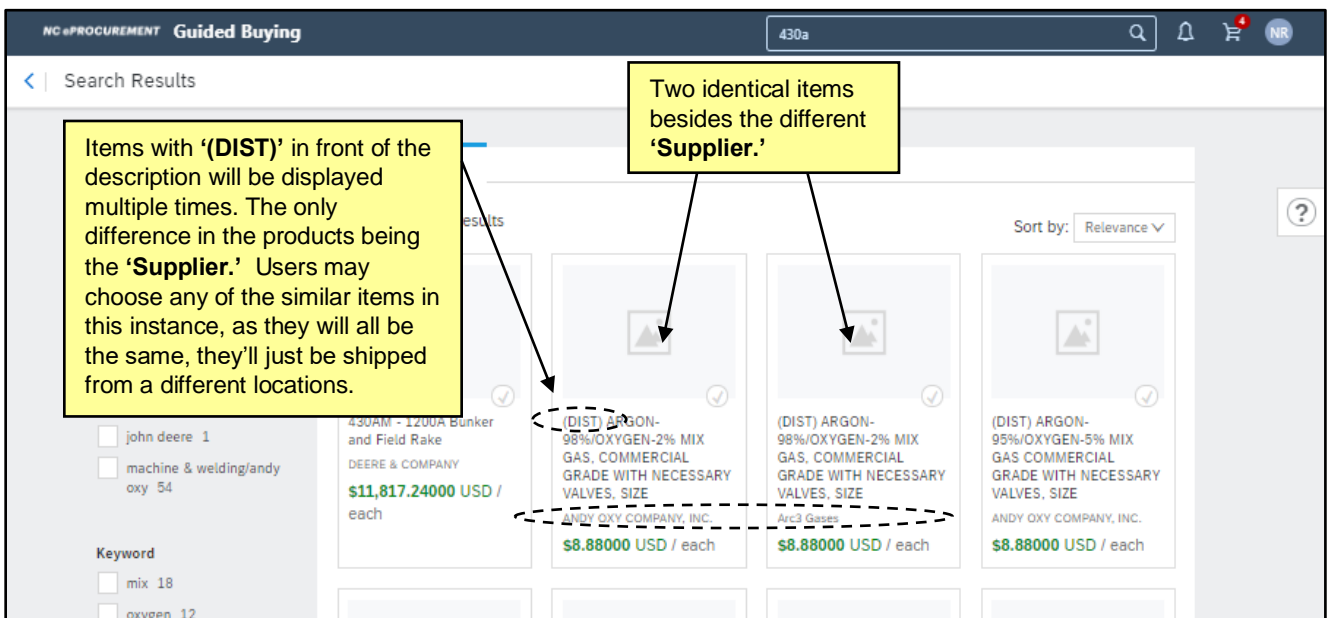 NC ePROCUREMENT Guided Buying
430a
4
NR
Search Results
Two identical items
besides the different
‘Supplier.’
Items with ‘(DIST)’ in front of the
description will be displayed
multiple times. The only
difference in the products being
the ‘Supplier.’ Users may
choose any of the similar items in
this instance, as they will all be
the same, they’ll just be shipped
from a different locations.
Sort by: Relevance
?
john deere 1
machine & welding/andy
oxy 54
Keyword
mix 18
oxygen 12
430AM - 1200A Bunker
and Field Rake
DEERE & COMPANY
$11,817.24000 USD /
each
(DIST) ARGON-
98%/OXYGEN-2% MIX
GAS, COMMERCIAL
GRADE WITH NECESSARY
VALVES, SIZE
ANDY OXY COMPANY, INC.
$8.88000 USD / each
(DIST) ARGON-
98%/OXYGEN-2% MIX
GAS, COMMERCIAL
GRADE WITH NECESSARY
VALVES, SIZE
Arc3 Gases
$8.88000 USD / each
(DIST) ARGON-
95%/OXYGEN-5% MIX
GAS COMMERCIAL
GRADE WITH NECESSARY
VALVES, SIZE
ANDY OXY COMPANY, INC.
$8.88000 USD / each